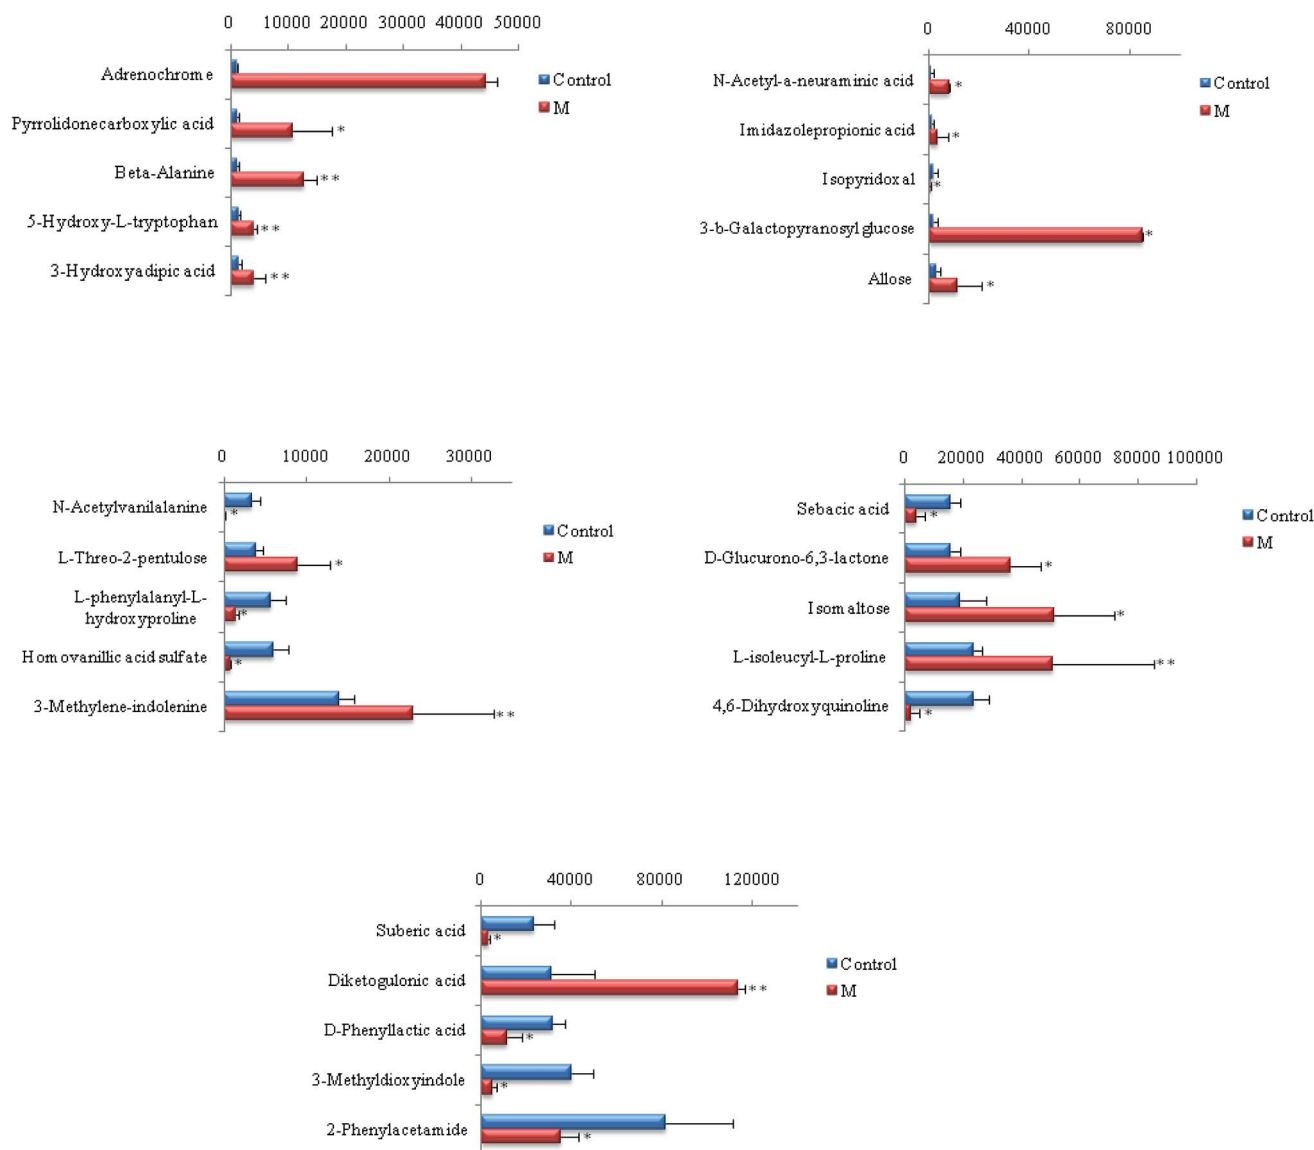 0 10000 20000 30000 40000 50000
Adrenochrome
Pyrrolidonecarboxylic acid *
Beta-Alanine **
5-Hydroxy-L-tryptophan **
3-Hydroxyadipic acid **
Control
M
0 40000 80000
N-Acetyl-a-neuraminic acid *
Imidazolepropionic acid *
Isopyridoxal *
3-b-Galactopyranosyl glucose *
Allose *
Control
M
0 10000 20000 30000
N-Acetylvanilalanine *
L-Threo-2-pentulose *
L-phenylalanyl-L-
hydroxyproline *
Homovanillic acid sulfate *
3-Methylene-indolenine **
Control
M
0 20000 40000 60000 80000 100000
Sebacic acid *
D-Glucurono-6,3-lactone *
Isomaltose *
L-isoleucyl-L-proline **
4,6-Dihydroxyquinoline *
Control
M
0 40000 80000 120000
Suberic acid *
Diketogulonic acid **
D-Phenyllactic acid *
3-Methyldioxyindole *
2-Phenylacetamide *
Control
M